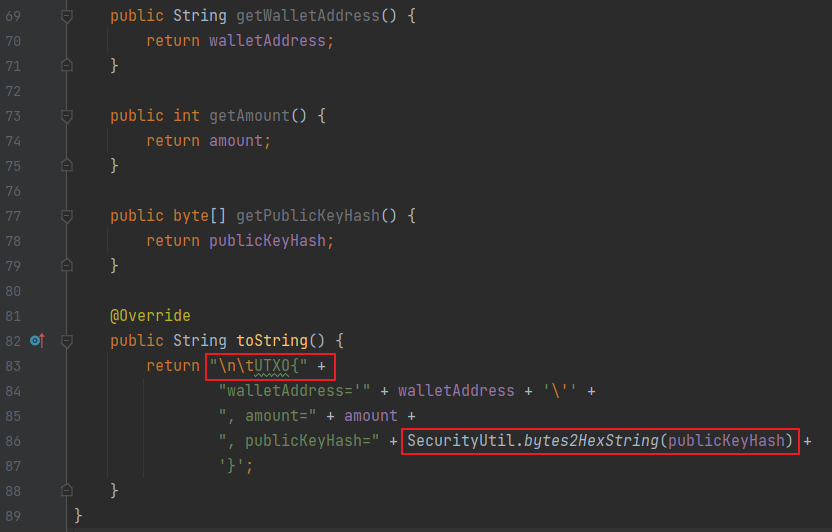 69 public String getWalletAddress() {
70 return walletAddress;
71 }
72
73 public int getAmount() {
74 return amount;
75 }
76
77 public byte[] getPublicKeyHash() {
78 return publicKeyHash;
79 }
80
81 @Override
82 public String toString() {
83 return "\n\tUTXO{" +
84 "walletAddress='" + walletAddress + '\'' +
85 ", amount=" + amount +
86 ", publicKeyHash=" + SecurityUtil.bytes2HexString(publicKeyHash) +
87 '}';
88 }
89 }